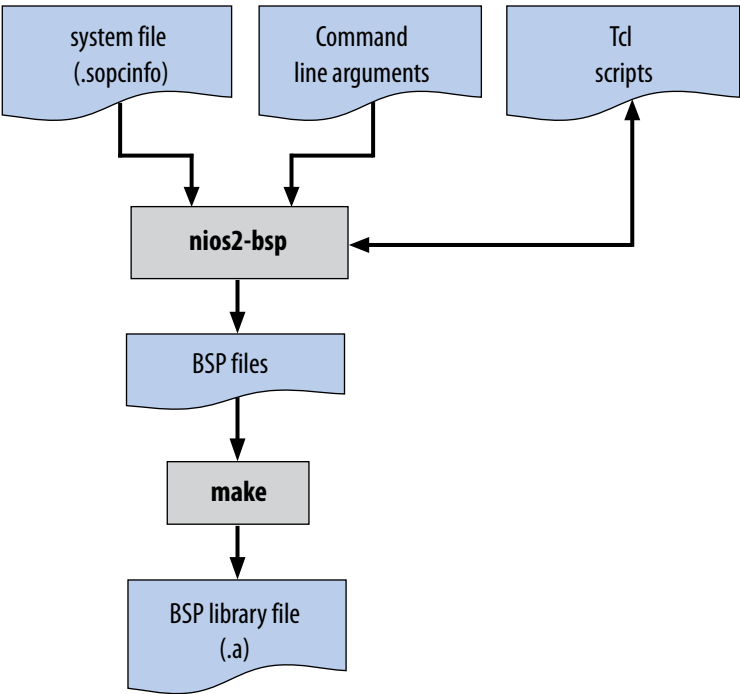 system file
(.sopcinfo)
Command
line arguments
Tcl
scripts
nios2-bsp
BSP files
make
BSP library file
(.a)